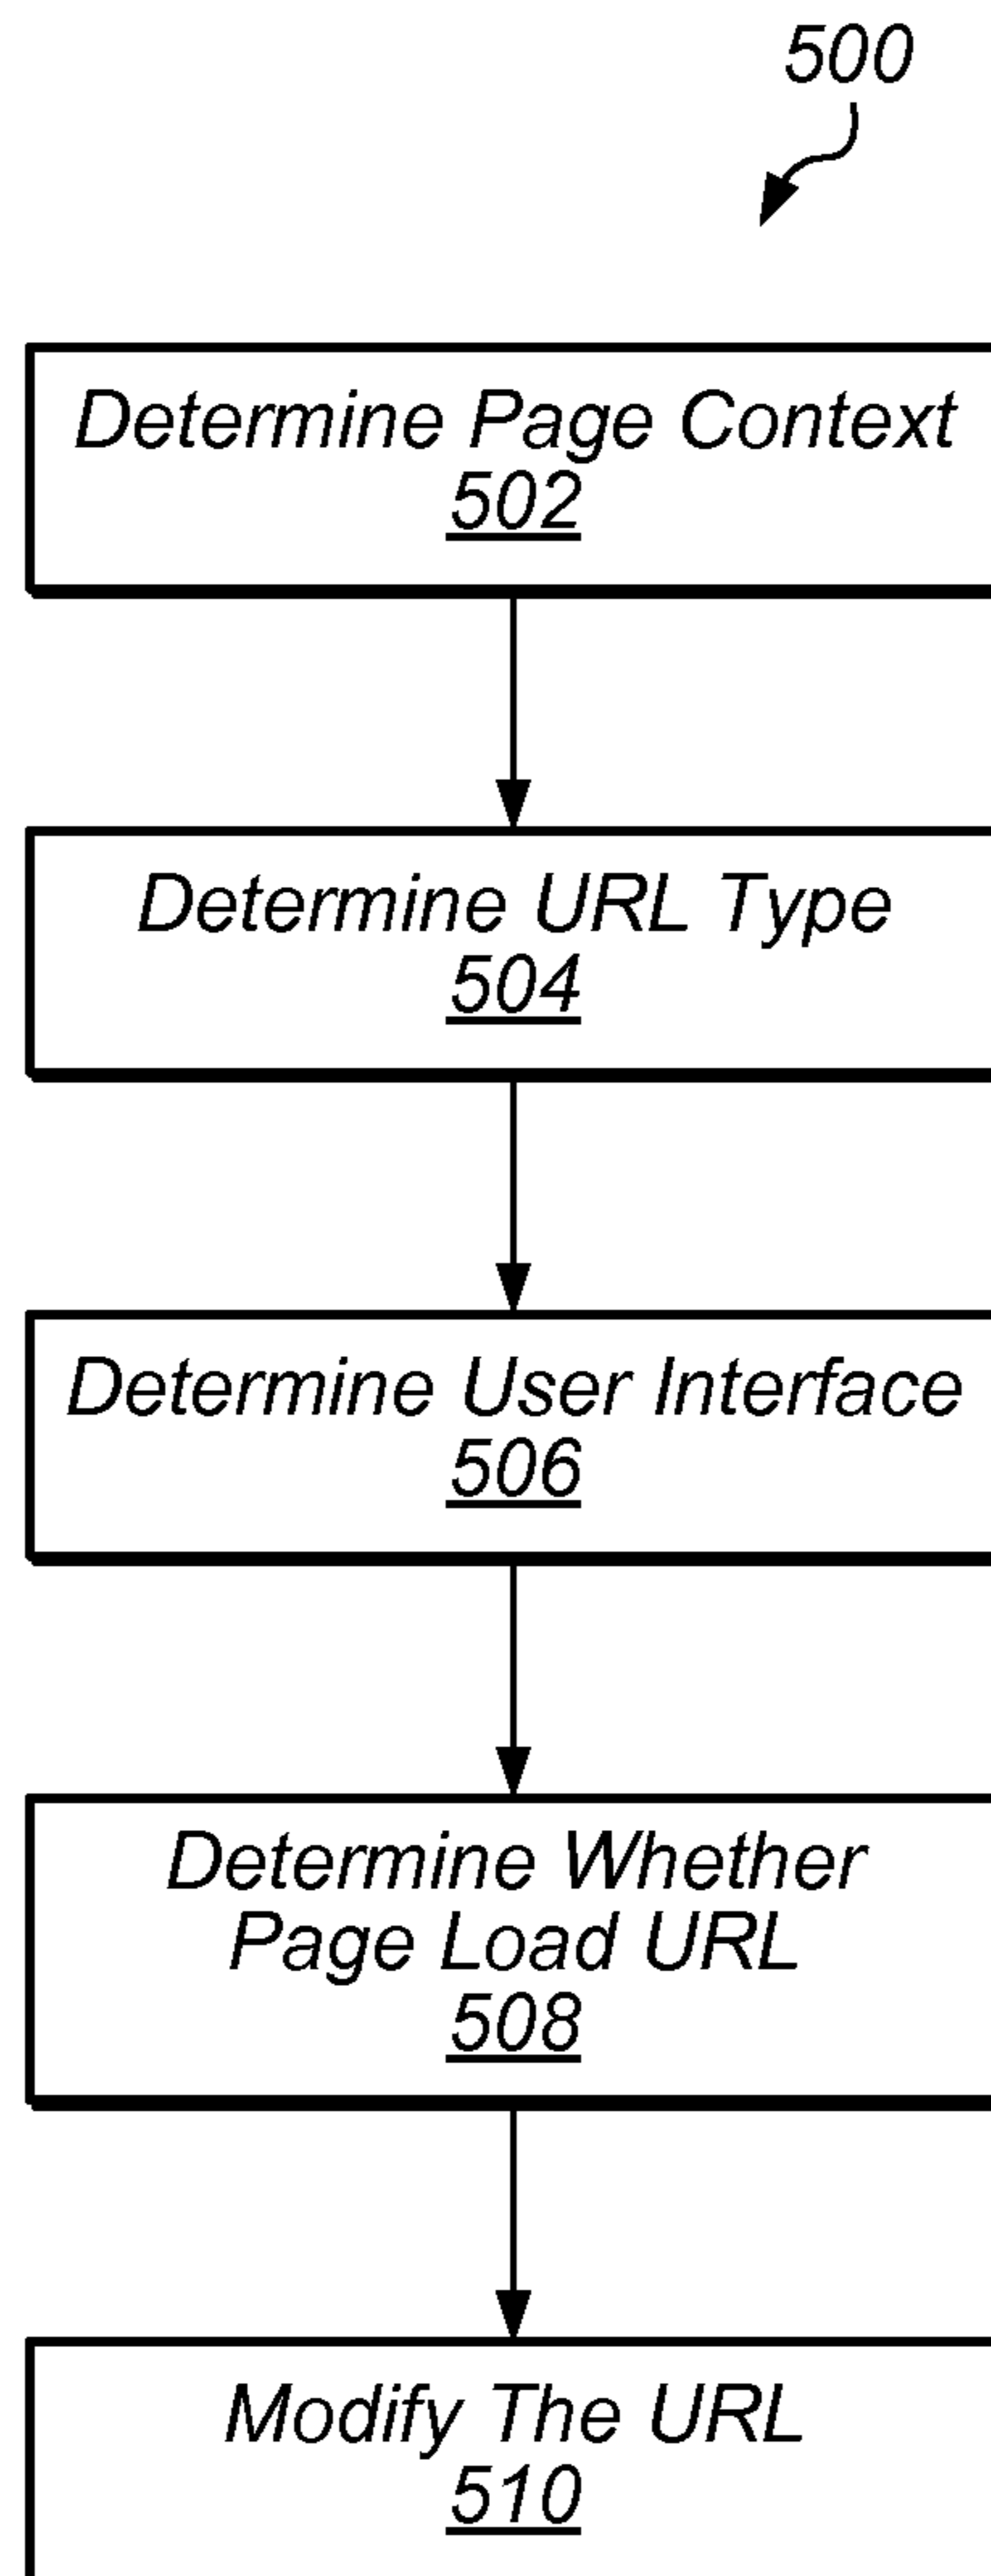 500
Determine Page Context
502
Determine URL Type
504
Determine User Interface
506
Determine Whether
Page Load URL
508
Modify The URL
510